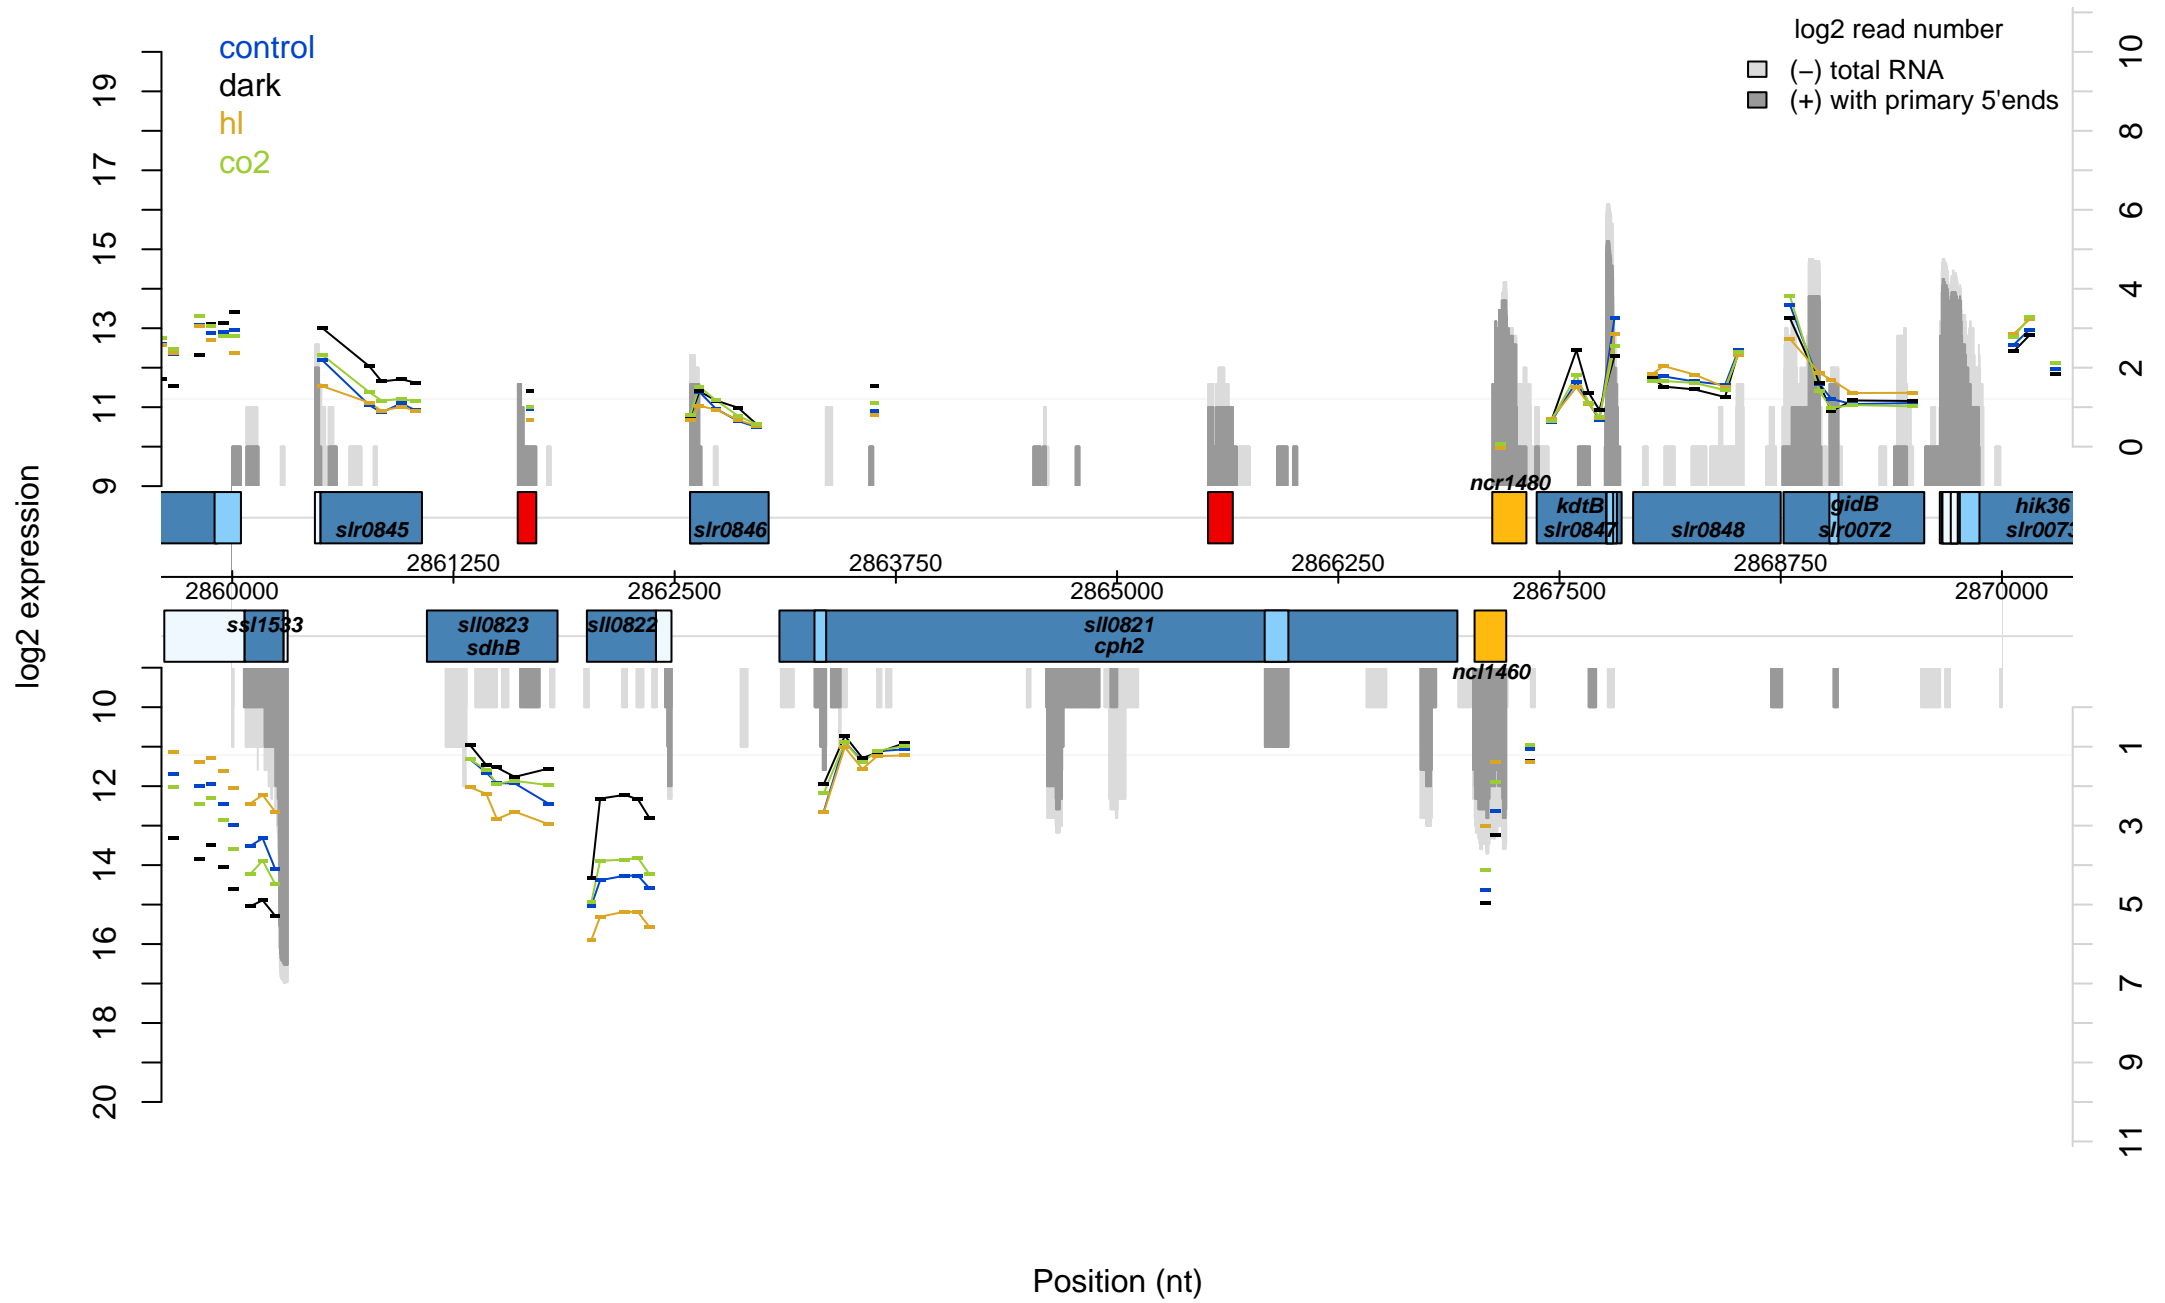 control
dark
hl
co2
log2 read number
(−) total RNA
(+) with primary 5'ends
19
17
15
13
11
9
10
8
6
4
2
0
log2 expression
ncr1480
slr0845
slr0846
kdtB
slr0847
slr0848
gidB
slr0072
hik36
slr0073
2861250
2863750
2866250
2868750
2860000
2862500
2865000
2867500
2870000
ssl1533
sll0823
sdhB
sll0822
sll0821
cph2
ncl1460
10
12
14
16
18
20
1
3
5
7
9
11
Position (nt)